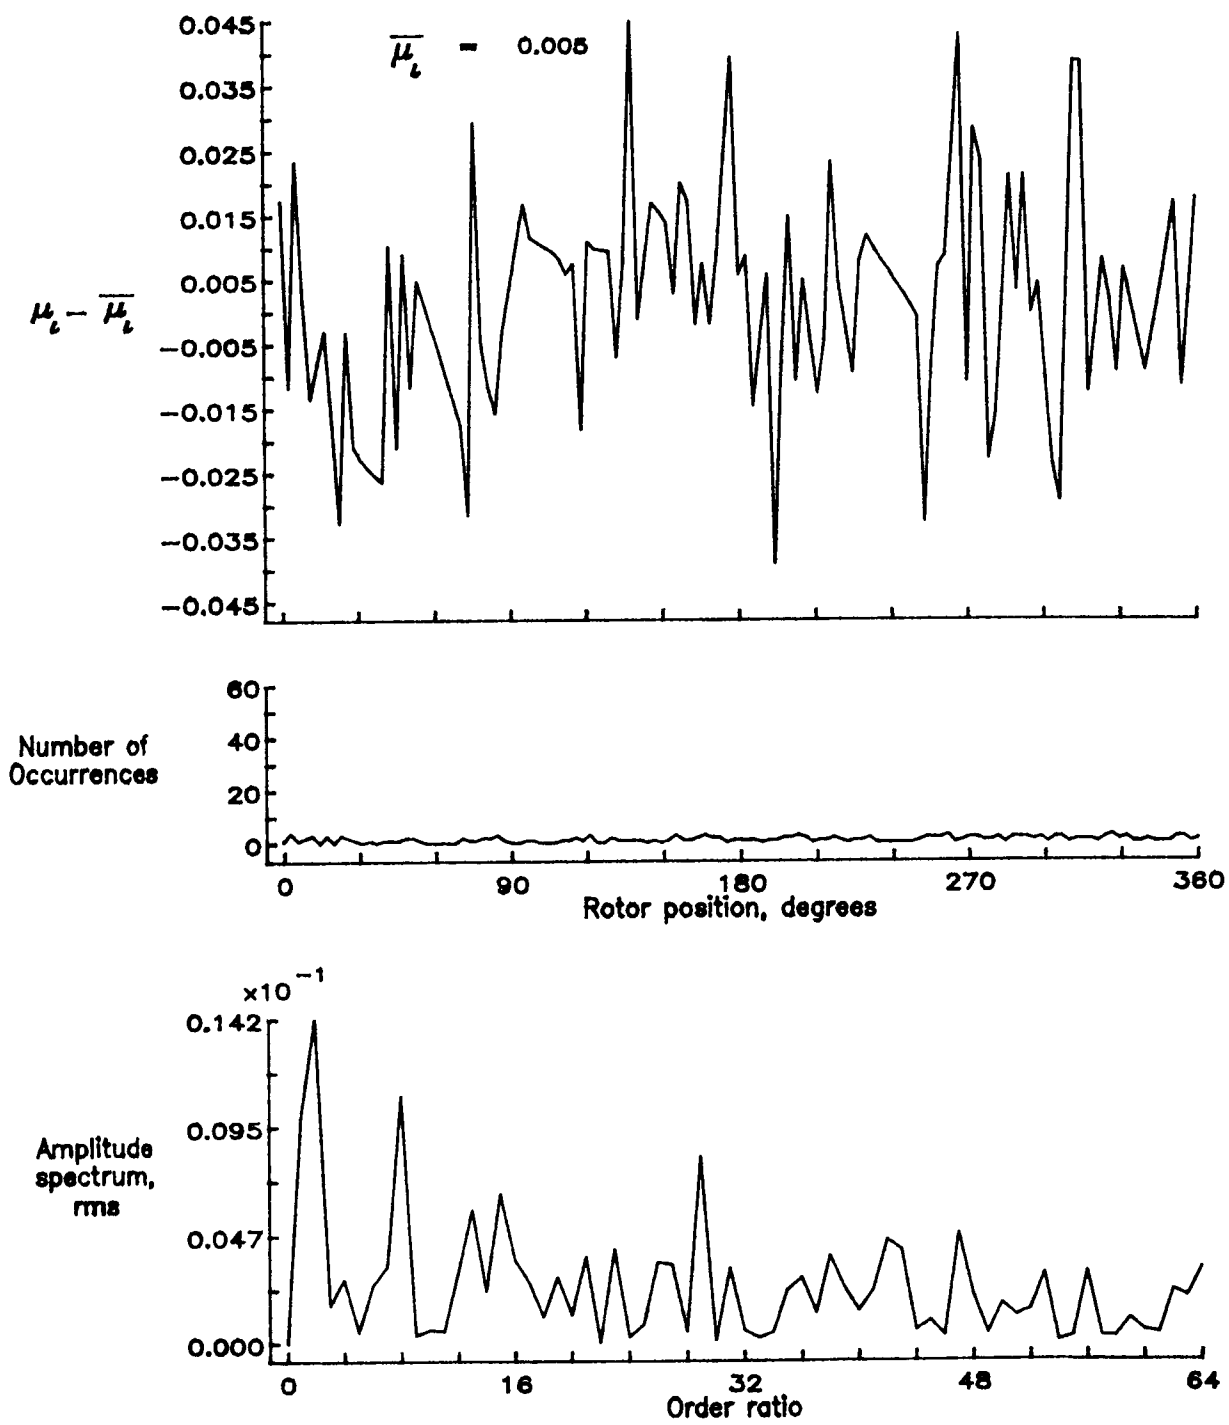 0.045
μ̅ᵢ = 0.005
0.035
0.025
0.015
0.005
μᵢ – μ̅ᵢ
−0.005
−0.015
−0.025
−0.035
−0.045
60
Number of
40
Occurrences
20
0
0 90 180 270 360
Rotor position, degrees
×10⁻¹
0.142
0.095
Amplitude
spectrum,
rms
0.047
0.000
0 16 32 48 64
Order ratio